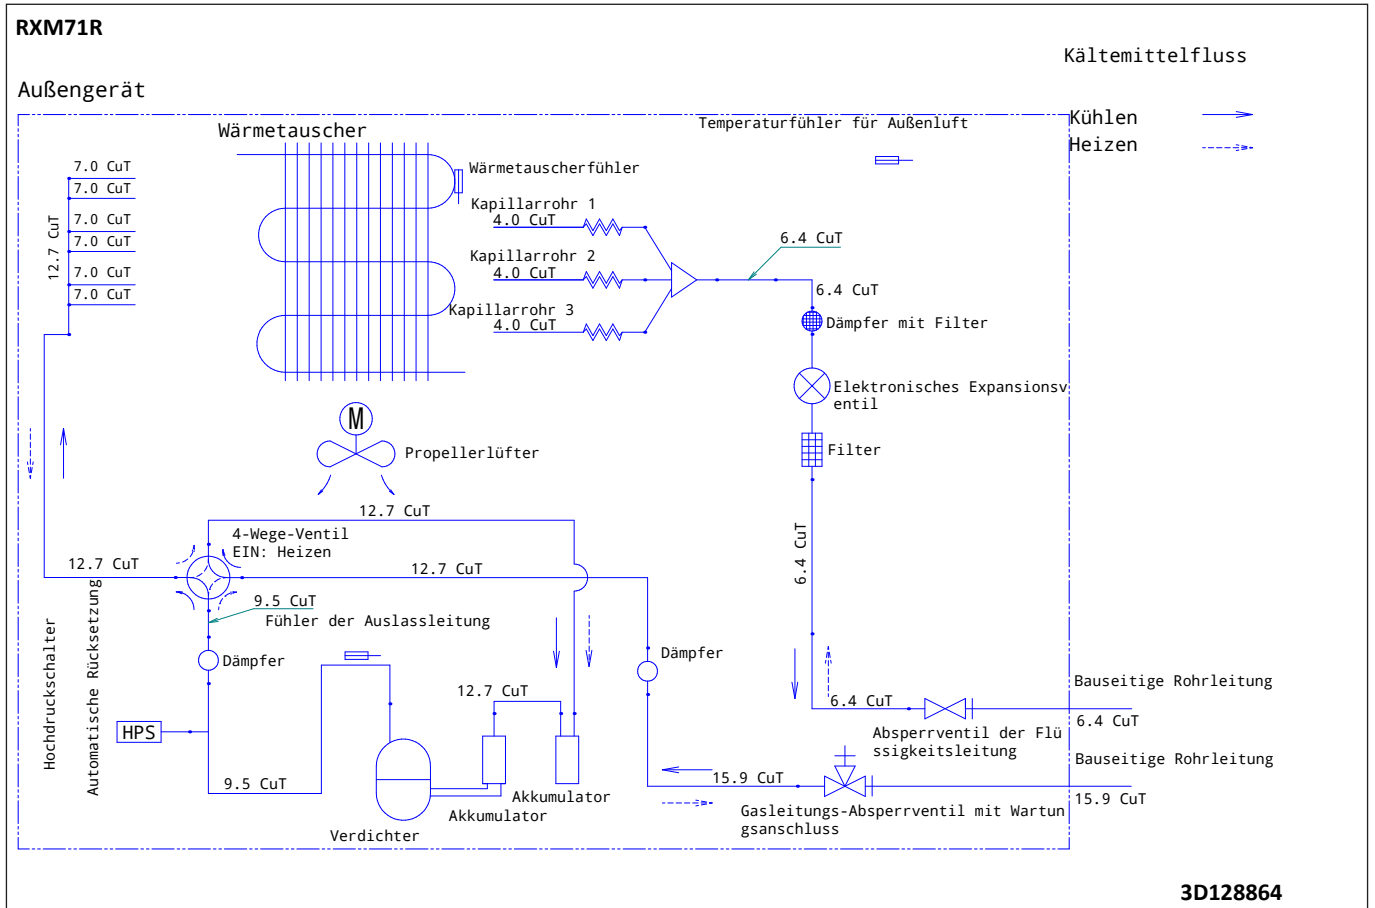 RXM71R
Kältemittelfluss
Außengerät
Kühlen
Heizen
Wärmetauscher
Temperaturfühler für Außenluft
7.0 CuT
7.0 CuT
7.0 CuT
7.0 CuT
7.0 CuT
7.0 CuT
12.7 CuT
Wärmetauscherfühler
Kapillarrohr 1
4.0 CuT
Kapillarrohr 2
4.0 CuT
Kapillarrohr 3
4.0 CuT
6.4 CuT
6.4 CuT
Dämpfer mit Filter
Elektronisches Expansionsv
entil
Filter
M
Propellerlüfter
12.7 CuT
4-Wege-Ventil
EIN: Heizen
12.7 CuT
12.7 CuT
6.4 CuT
9.5 CuT
Fühler der Auslassleitung
Hochdruckschalter
Automatische Rücksetzung
Dämpfer
Dämpfer
12.7 CuT
6.4 CuT
Bauseitige Rohrleitung
6.4 CuT
Absperrventil der Flü
ssigkeitsleitung
HPS
9.5 CuT
Bauseitige Rohrleitung
15.9 CuT
15.9 CuT
Akkumulator
Akkumulator
Verdichter
Gasleitungs-Absperrventil mit Wartun
gsanschluss
3D128864